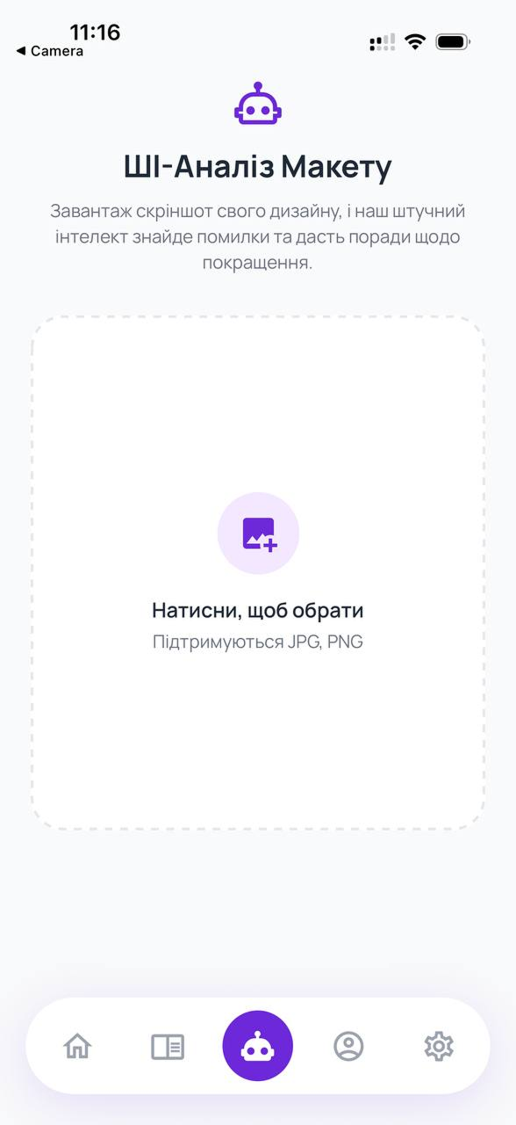 11:16
◀ Camera
ШІ-Аналіз Макету
Завантаж скріншот свого дизайну, і наш штучний
інтелект знайде помилки та дасть поради щодо
покращення.
Натисни, щоб обрати
Підтримуються JPG, PNG